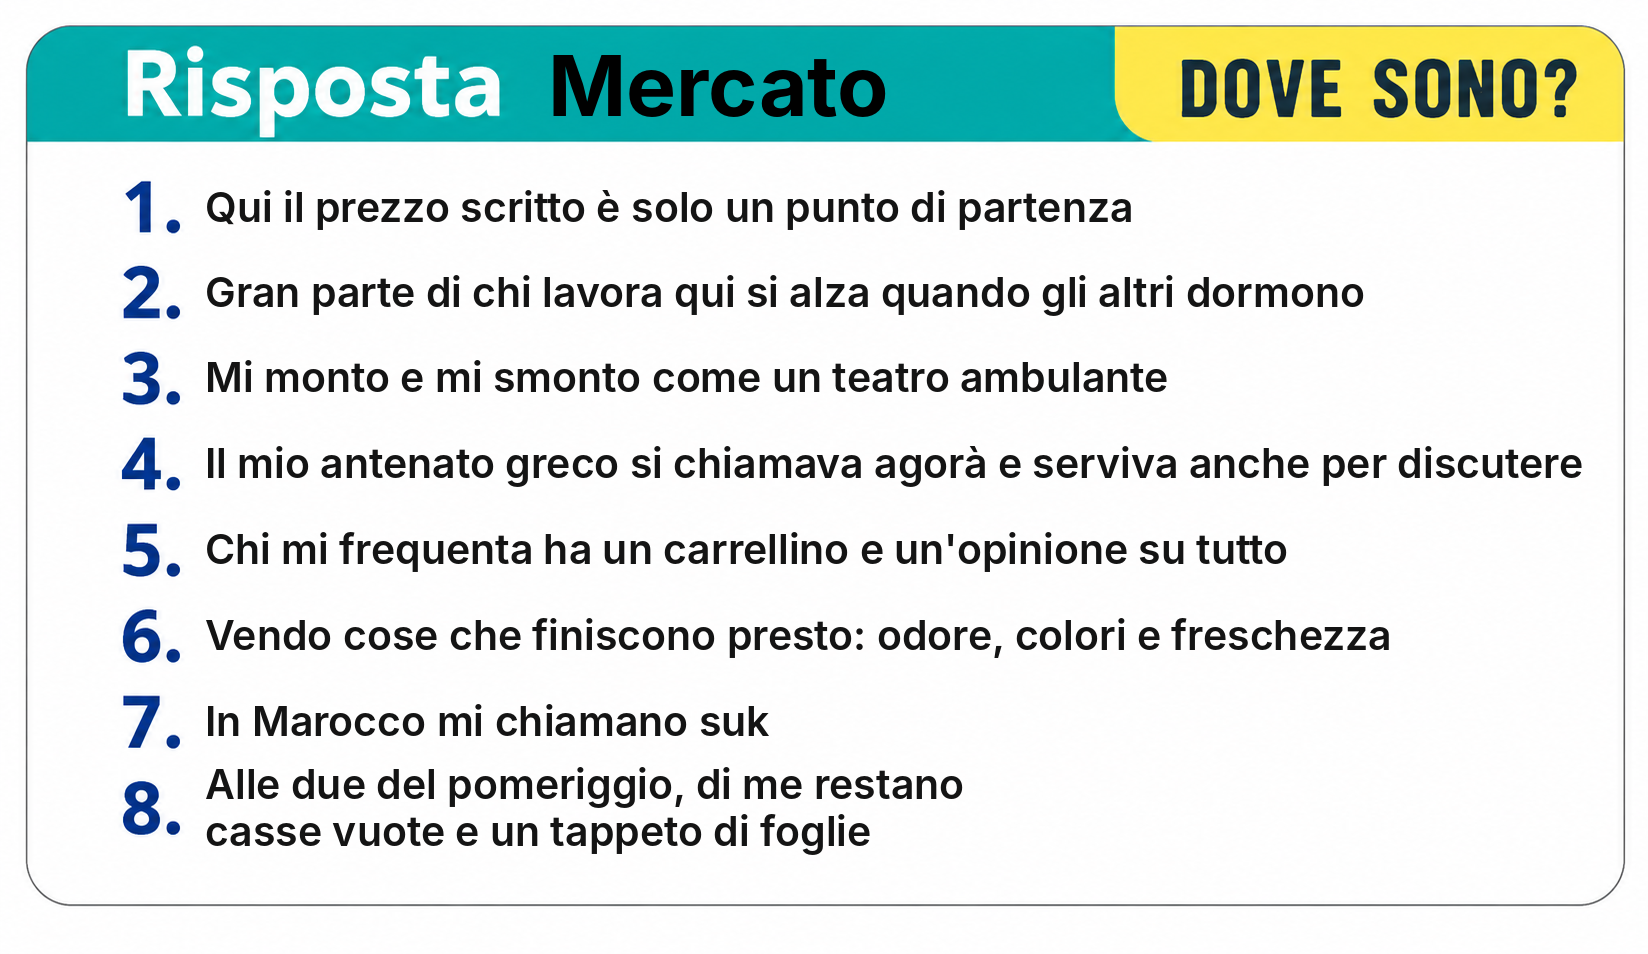 Risposta Mercato DOVE SONO?
1. Qui il prezzo scritto è solo un punto di partenza
2. Gran parte di chi lavora qui si alza quando gli altri dormono
3. Mi monto e mi smonto come un teatro ambulante
4. Il mio antenato greco si chiamava agorà e serviva anche per discutere
5. Chi mi frequenta ha un carrellino e un'opinione su tutto
6. Vendo cose che finiscono presto: odore, colori e freschezza
7. In Marocco mi chiamano suk
8. Alle due del pomeriggio, di me restano
casse vuote e un tappeto di foglie